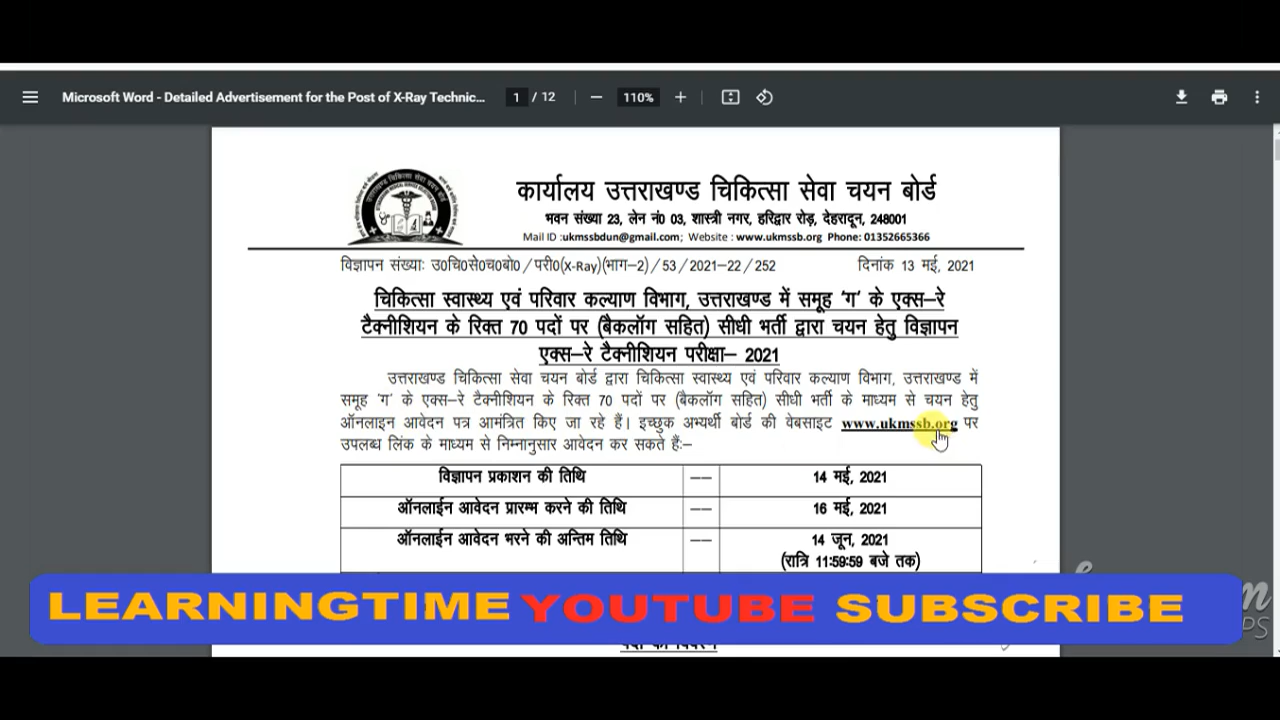 Microsoft Word - Detailed Advertisement for the Post of X-Ray Technic...
1 / 12
110%
कार्यालय उत्तराखण्ड चिकित्सा सेवा चयन बोर्ड
भवन संख्या 23, लेन नं0 03, शास्त्री नगर, हरिद्वार रोड़, देहरादून, 248001
Mail ID :ukmssbdun@gmail.com; Website : www.ukmssb.org Phone: 01352665366
विज्ञापन संख्याः उ0चि0से0च0बो0/परी0(X-Ray)(भाग-2)/53/2021-22/252
दिनांक 13 मई, 2021
चिकित्सा स्वास्थ्य एवं परिवार कल्याण विभाग, उत्तराखण्ड में समूह 'ग' के एक्स-रे
टैक्नीशियन के रिक्त 70 पदों पर (बैकलॉग सहित) सीधी भर्ती द्वारा चयन हेतु विज्ञापन
एक्स-रे टैक्नीशियन परीक्षा- 2021
उत्तराखण्ड चिकित्सा सेवा चयन बोर्ड द्वारा चिकित्सा स्वास्थ्य एवं परिवार कल्याण विभाग, उत्तराखण्ड में
समूह 'ग' के एक्स-रे टैक्नीशियन के रिक्त 70 पदों पर (बैकलॉग सहित) सीधी भर्ती के माध्यम से चयन हेतु
ऑनलाइन आवेदन पत्र आमंत्रित किए जा रहे हैं। इच्छुक अभ्यर्थी बोर्ड की वेबसाइट www.ukmssb.org पर
उपलब्ध लिंक के माध्यम से निम्नानुसार आवेदन कर सकते हैः-
विज्ञापन प्रकाशन की तिथि -- 14 मई, 2021
ऑनलाईन आवेदन प्रारम्भ करने की तिथि -- 16 मई, 2021
ऑनलाईन आवेदन भरने की अन्तिम तिथि -- 14 जून, 2021
(रात्रि 11:59:59 बजे तक)
LEARNINGTIME YOUTUBE SUBSCRIBE